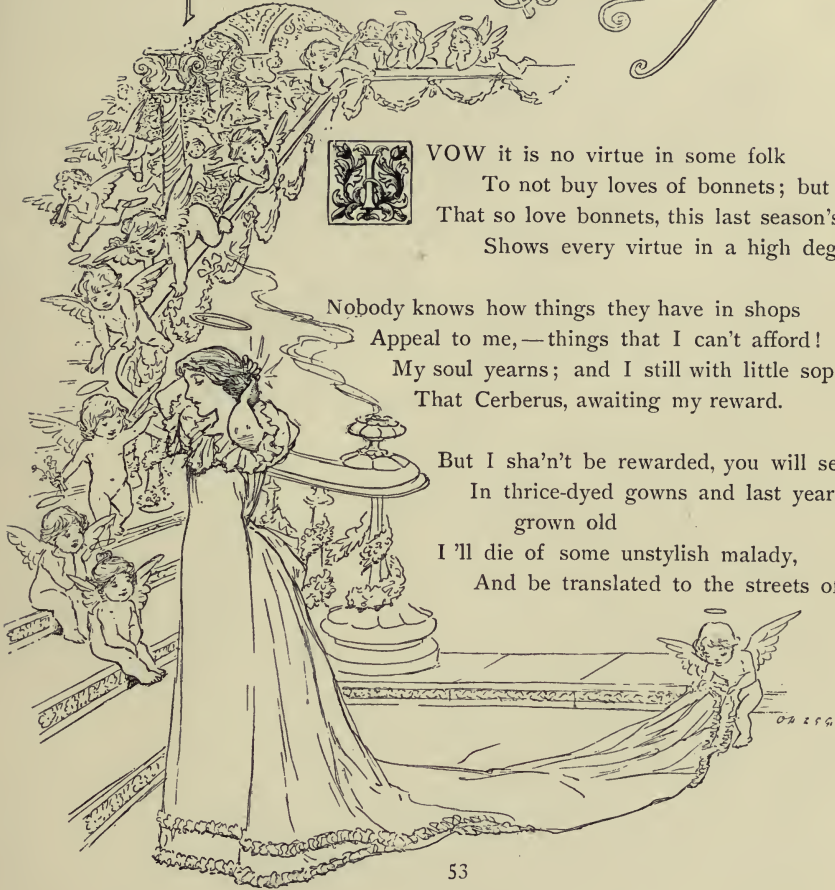 I VOW it is no virtue in some folk
To not buy loves of bonnets; but
That so love bonnets, this last season's
Shows every virtue in a high
Nobody knows how things they have in shops
Appeal to me,—things that I can't afford!
My soul yearns; and I still with little
That Cerberus, awaiting my reward.
But I sha'n't be rewarded, you will
In thrice-dyed gowns and last
grown old
I 'll die of some unstylish malady,
And be translated to the streets
53